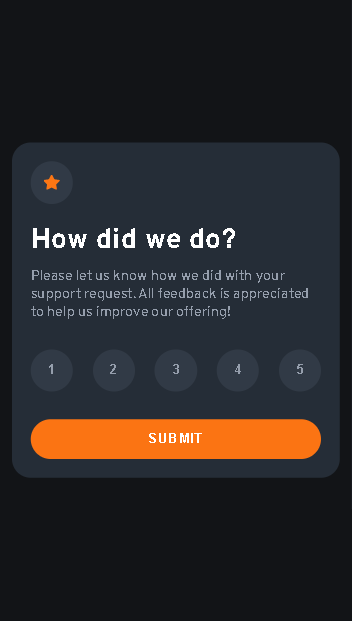 How did we do?
Please let us know how we did with your
support request. All feedback is appreciated
to help us improve our offering!
1 2 3 4 5
SUBMIT